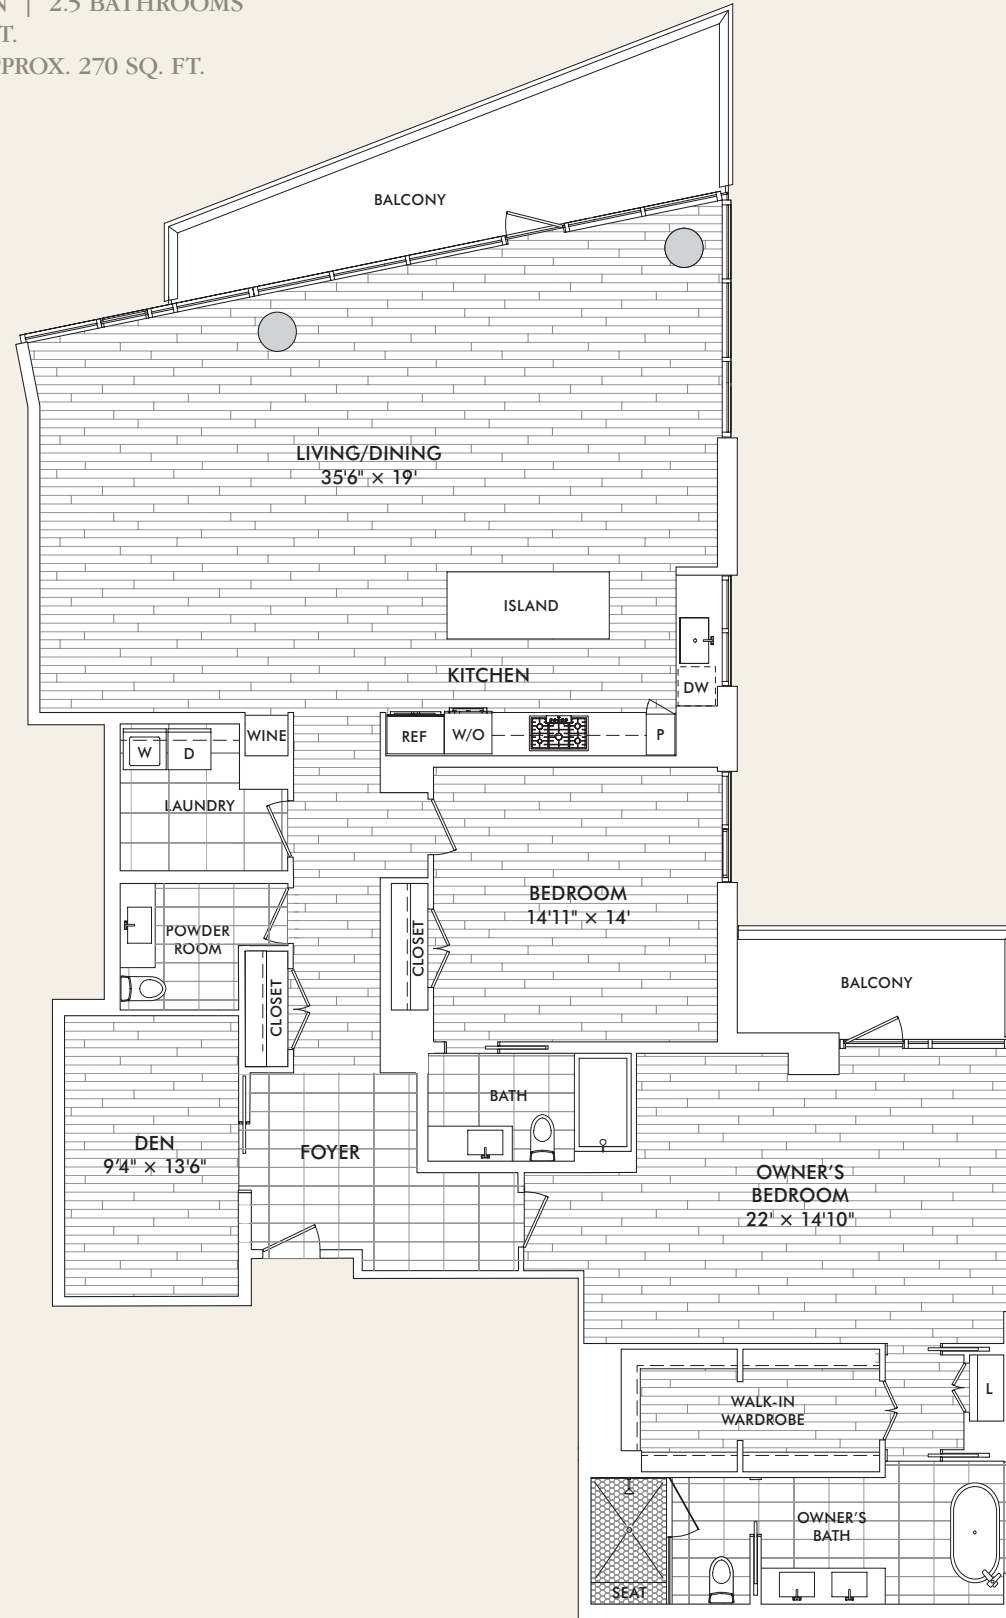 | 2.5 BATHROOMS
270 SQ. FT.
BALCONY
LIVING/DINING
35'6" × 19'
ISLAND
KITCHEN
DW
REF
W/O
P
WINE
W
D
LAUNDRY
BEDROOM
14'11" × 14'
CLOSET
POWDER
ROOM
CLOSET
BALCONY
BATH
DEN
9'4" × 13'6"
FOYER
OWNER'S
BEDROOM
22' × 14'10"
WALK-IN
WARDROBE
L
OWNER'S
BATH
SEAT